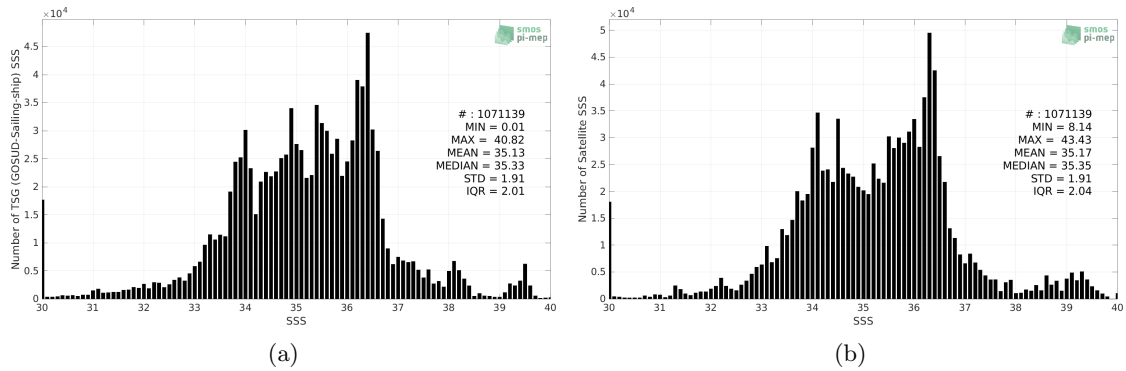 ×10⁴
smos
pi-mep
Number of TSG (GOSUD-Sailing-ship) SSS
4.5
4
3.5
3
2.5
2
1.5
1
0.5
0
# : 1071139
MIN = 0.01
MAX = 40.82
MEAN = 35.13
MEDIAN = 35.33
STD = 1.91
IQR = 2.01
30 31 32 33 34 35 36 37 38 39 40
SSS
(a)
×10⁴
smos
pi-mep
Number of Satellite SSS
5
4.5
4
3.5
3
2.5
2
1.5
1
0.5
0
# : 1071139
MIN = 8.14
MAX = 43.43
MEAN = 35.17
MEDIAN = 35.35
STD = 1.91
IQR = 2.04
30 31 32 33 34 35 36 37 38 39 40
SSS
(b)